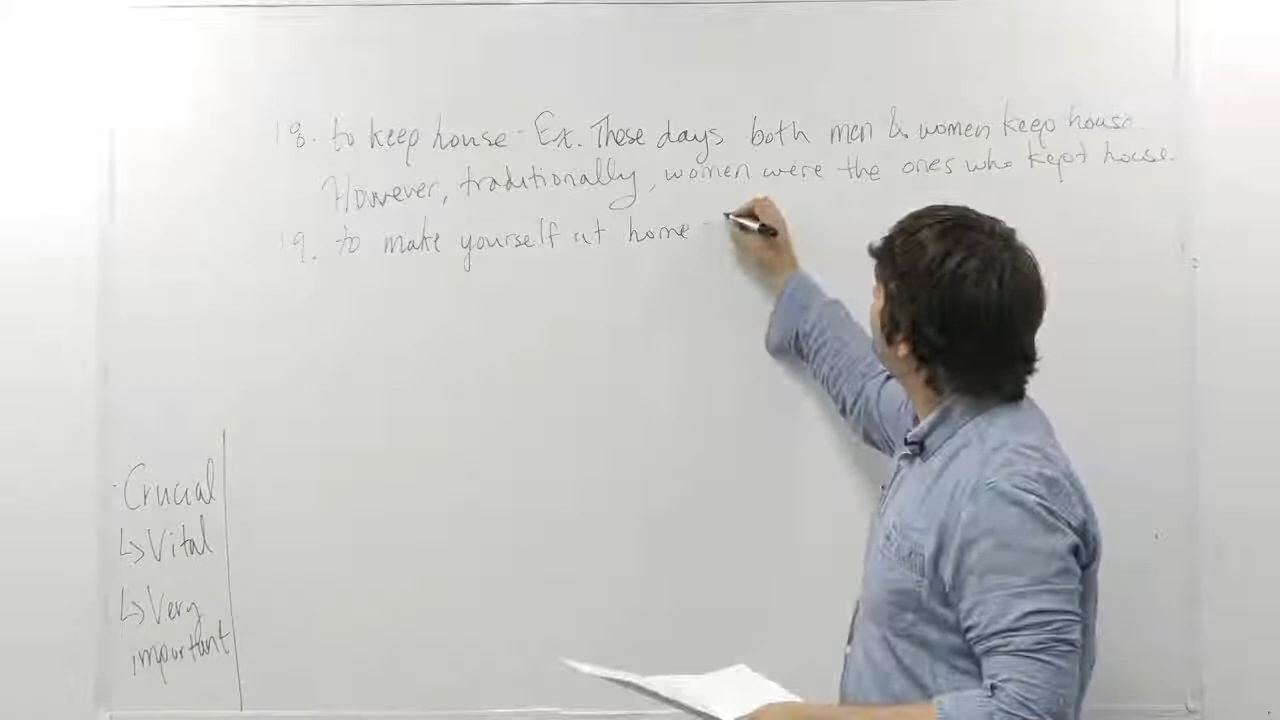 18. to keep house - Ex. These days both men & women keep house.
However, traditionally, women were the ones who kept house.
19. to make yourself at home -
Crucial
↳ Vital
↳ Very
important